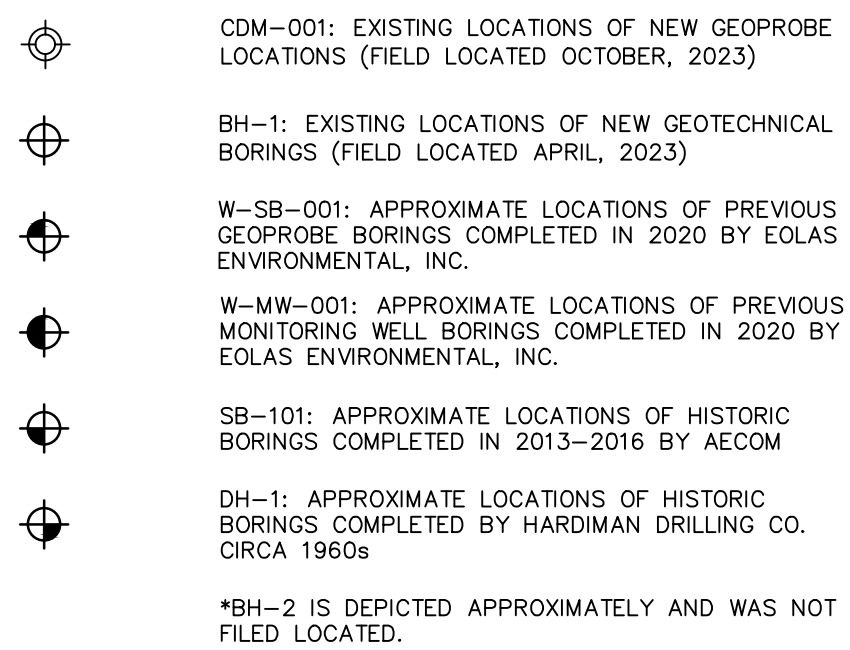 CDM-001: EXISTING LOCATIONS OF NEW GEOPROBE
LOCATIONS (FIELD LOCATED OCTOBER, 2023)
BH-1: EXISTING LOCATIONS OF NEW GEOTECHNICAL
BORINGS (FIELD LOCATED APRIL, 2023)
W-SB-001: APPROXIMATE LOCATIONS OF PREVIOUS
GEOPROBE BORINGS COMPLETED IN 2020 BY EOLAS
ENVIRONMENTAL, INC.
W-MW-001: APPROXIMATE LOCATIONS OF PREVIOUS
MONITORING WELL BORINGS COMPLETED IN 2020 BY
EOLAS ENVIRONMENTAL, INC.
SB-101: APPROXIMATE LOCATIONS OF HISTORIC
BORINGS COMPLETED IN 2013-2016 BY AECOM
DH-1: APPROXIMATE LOCATIONS OF HISTORIC
BORINGS COMPLETED BY HARDIMAN DRILLING CO.
CIRCA 1960s
*BH-2 IS DEPICTED APPROXIMATELY AND WAS NOT
FILED LOCATED.